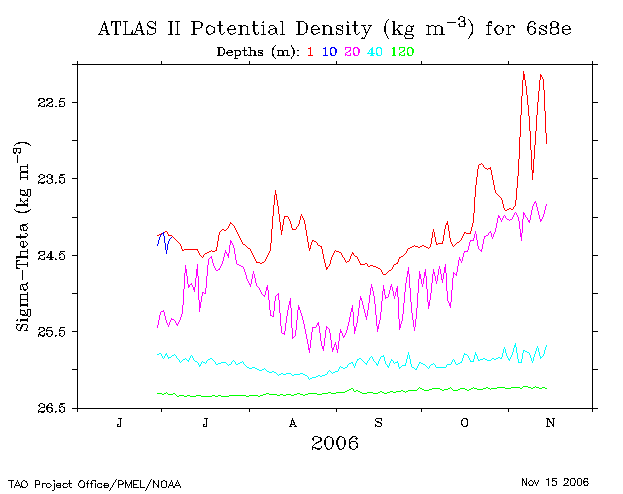 ATLAS II Potential Density (kg m⁻³) for 6s8e
Depths (m): 1 10 20 40 120
Sigma-Theta (kg m⁻³)
22.5
23.5
24.5
25.5
26.5
J J A S O N
2006
TAO Project Office/PMEL/NOAA
Nov 15 2006